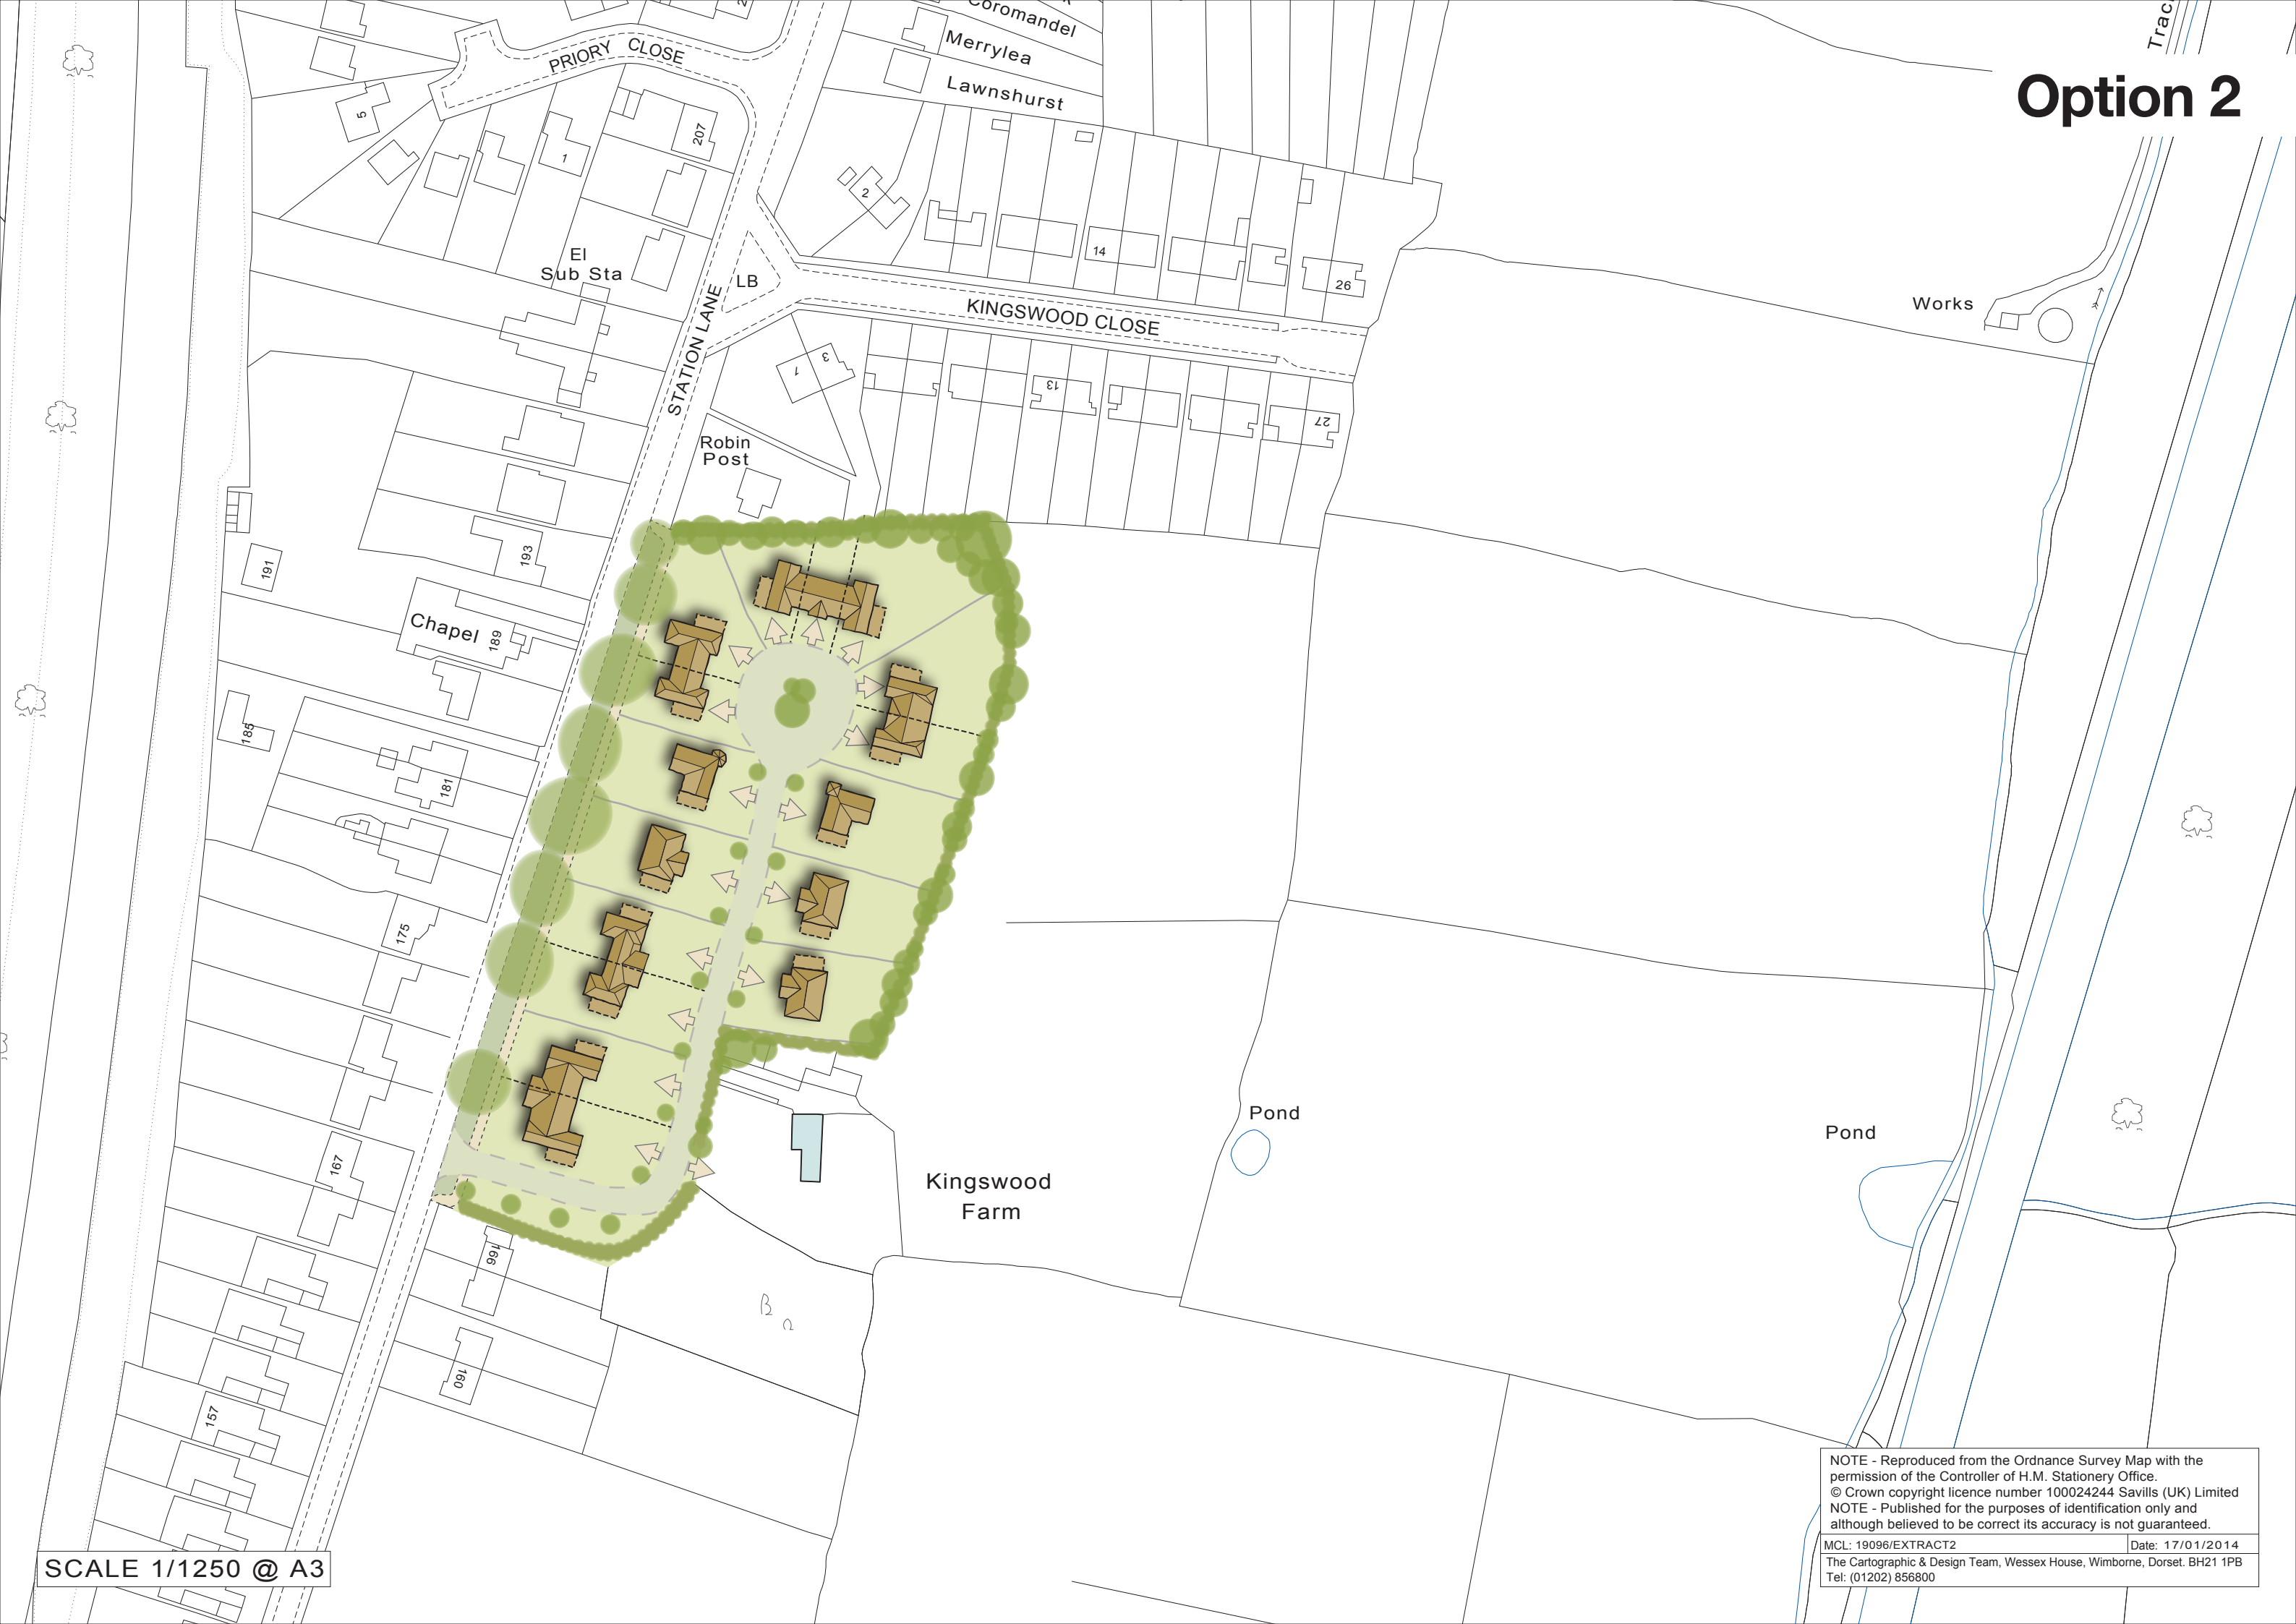 Coromandel
Merrylea
Lawnshurst
Trac
Option 2
PRIORY CLOSE
5
1
207
2
14
26
El
Sub Sta
LB
STATION LANE
KINGSWOOD CLOSE
Works
1
3
13
27
Robin
Post
193
191
Chapel
189
185
181
175
167
166
160
157
Pond
Pond
Kingswood
Farm
NOTE - Reproduced from the Ordnance Survey Map with the
permission of the Controller of H.M. Stationery Office.
© Crown copyright licence number 100024244 Savills (UK) Limited
NOTE - Published for the purposes of identification only and
although believed to be correct its accuracy is not guaranteed.
MCL: 19096/EXTRACT2
Date: 17/01/2014
The Cartographic & Design Team, Wessex House, Wimborne, Dorset. BH21 1PB
Tel: (01202) 856800
SCALE 1/1250 @ A3